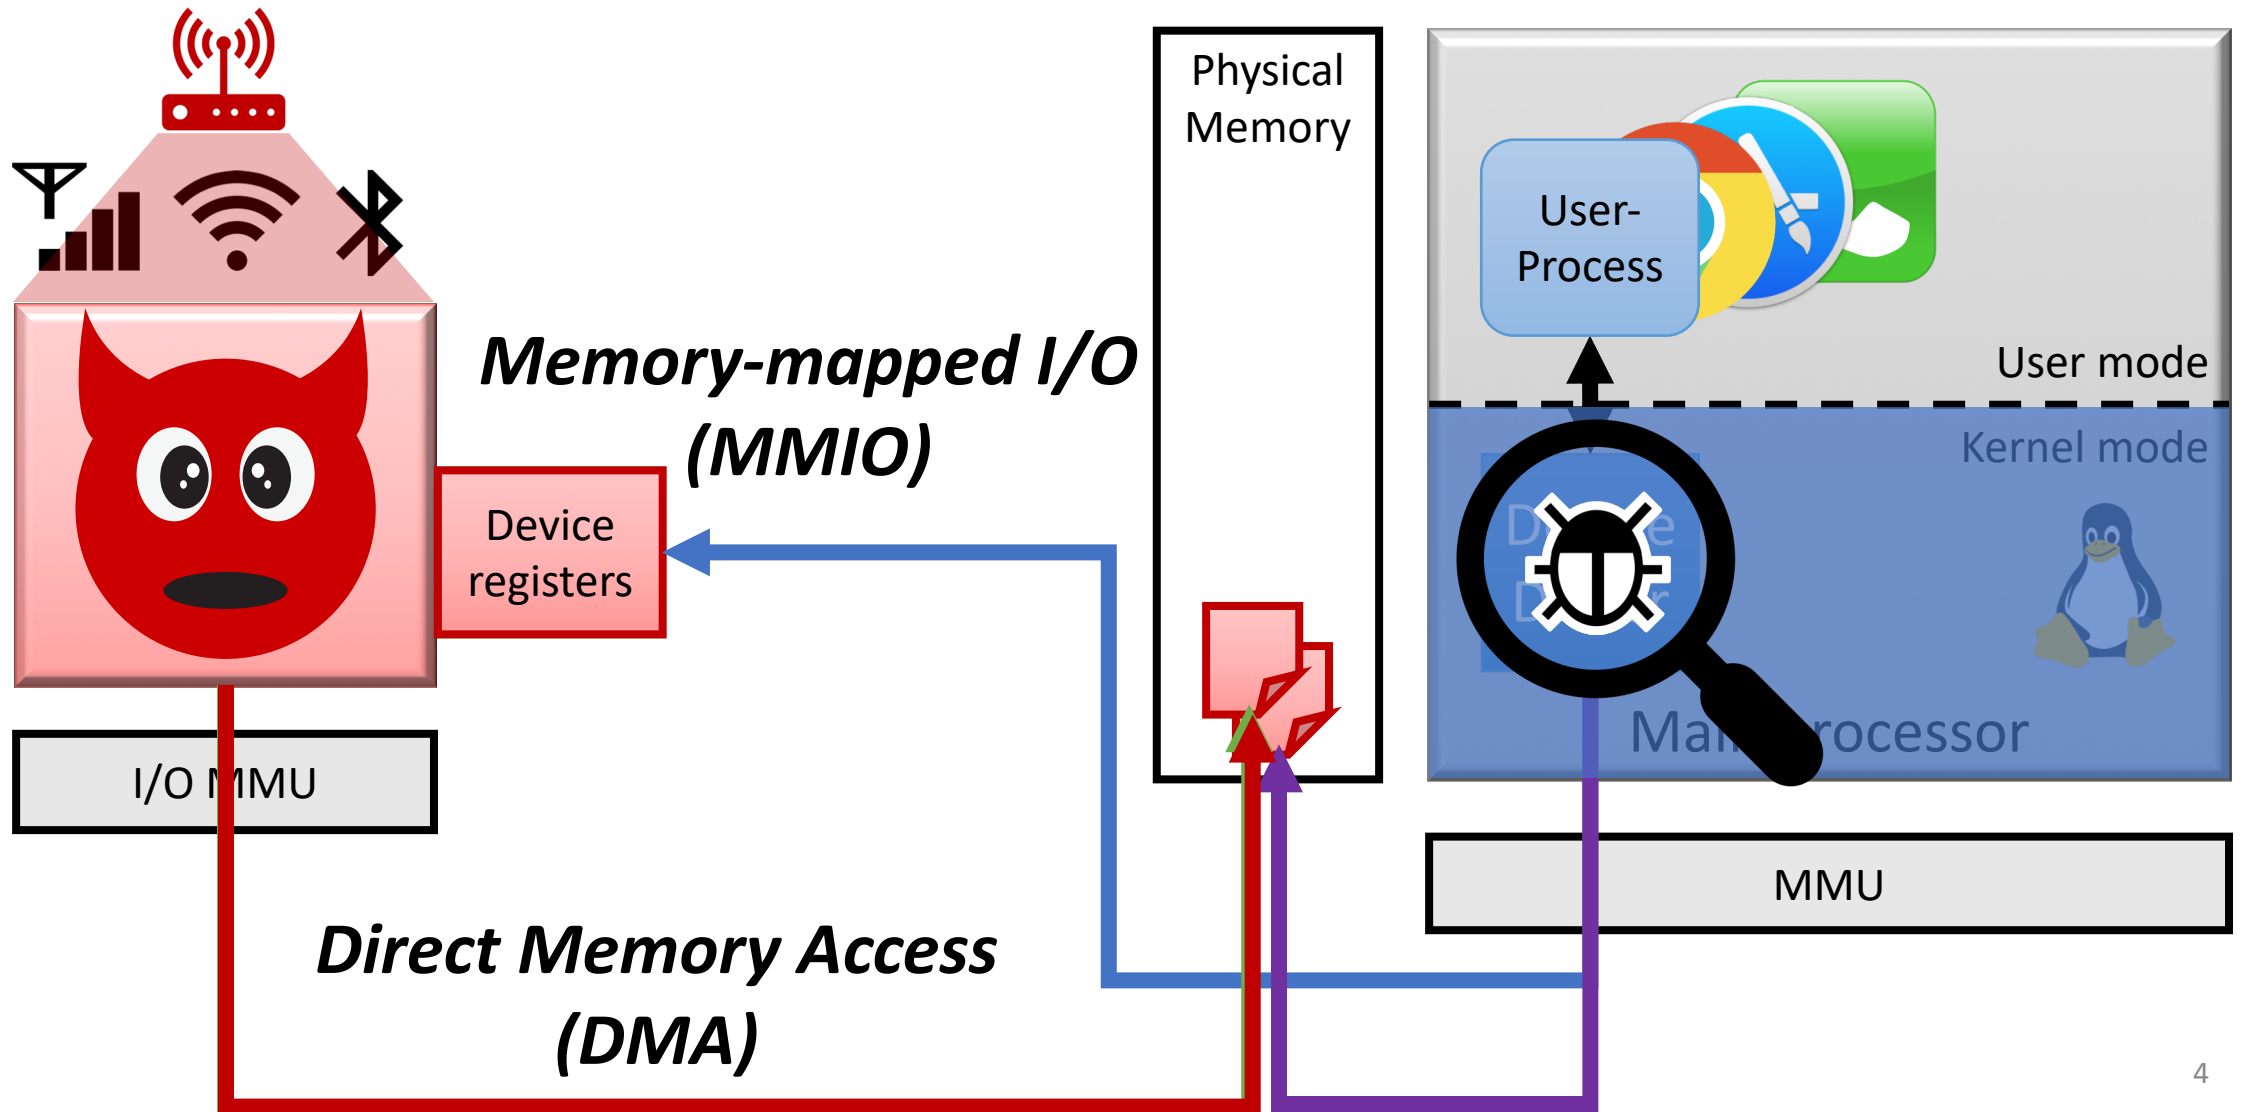 Physical
Memory
User-
Process
User mode
Kernel mode
Memory-mapped I/O
(MMIO)
Device
registers
I/O MMU
MMU
Direct Memory Access
(DMA)
4